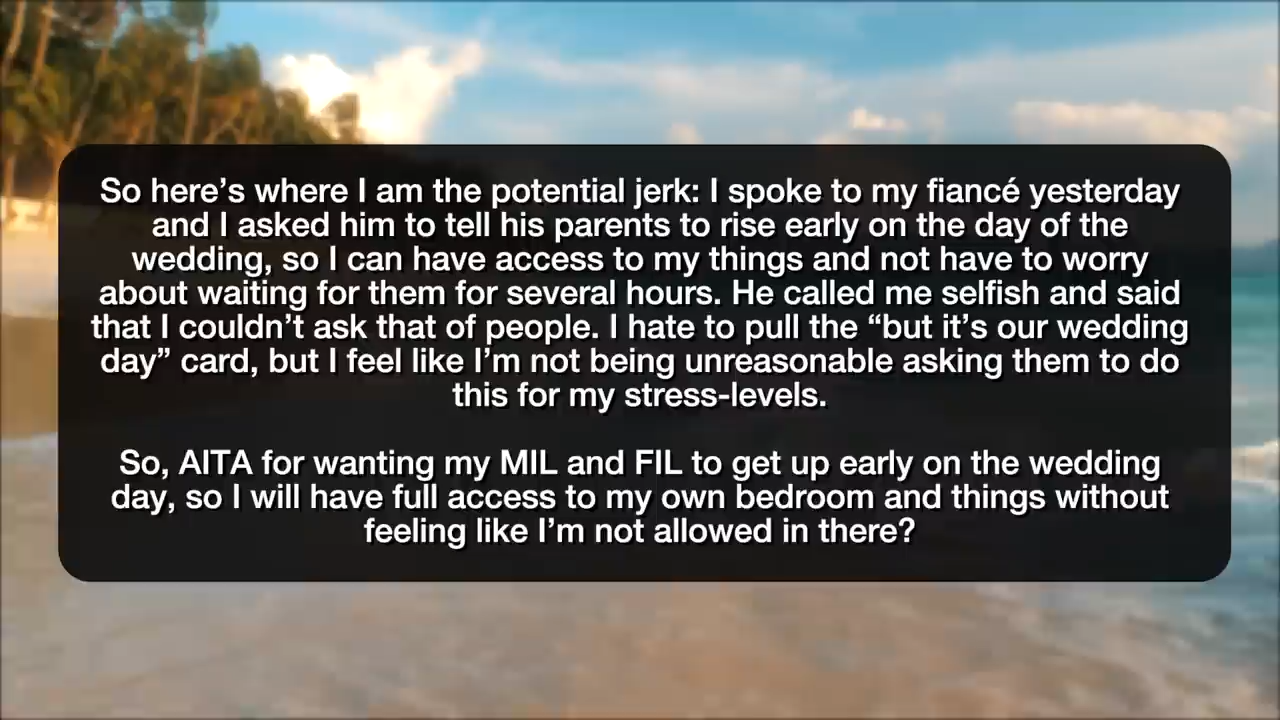 So here’s where I am the potential jerk: I spoke to my fiancé yesterday
and I asked him to tell his parents to rise early on the day of the
wedding, so I can have access to my things and not have to worry
about waiting for them for several hours. He called me selfish and said
that I couldn’t ask that of people. I hate to pull the “but it’s our wedding
day” card, but I feel like I’m not being unreasonable asking them to do
this for my stress-levels.
So, AITA for wanting my MIL and FIL to get up early on the wedding
day, so I will have full access to my own bedroom and things without
feeling like I’m not allowed in there?